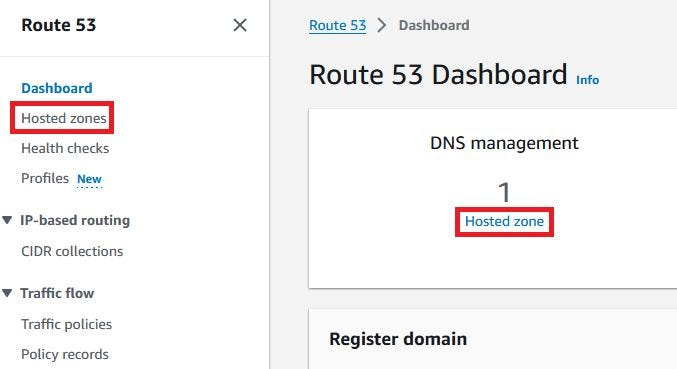 Route 53
Dashboard
Hosted zones
Health checks
Profiles New
IP-based routing
CIDR collections
Traffic flow
Traffic policies
Policy records
Route 53 > Dashboard
Route 53 Dashboard Info
DNS management
1
Hosted zone
Register domain